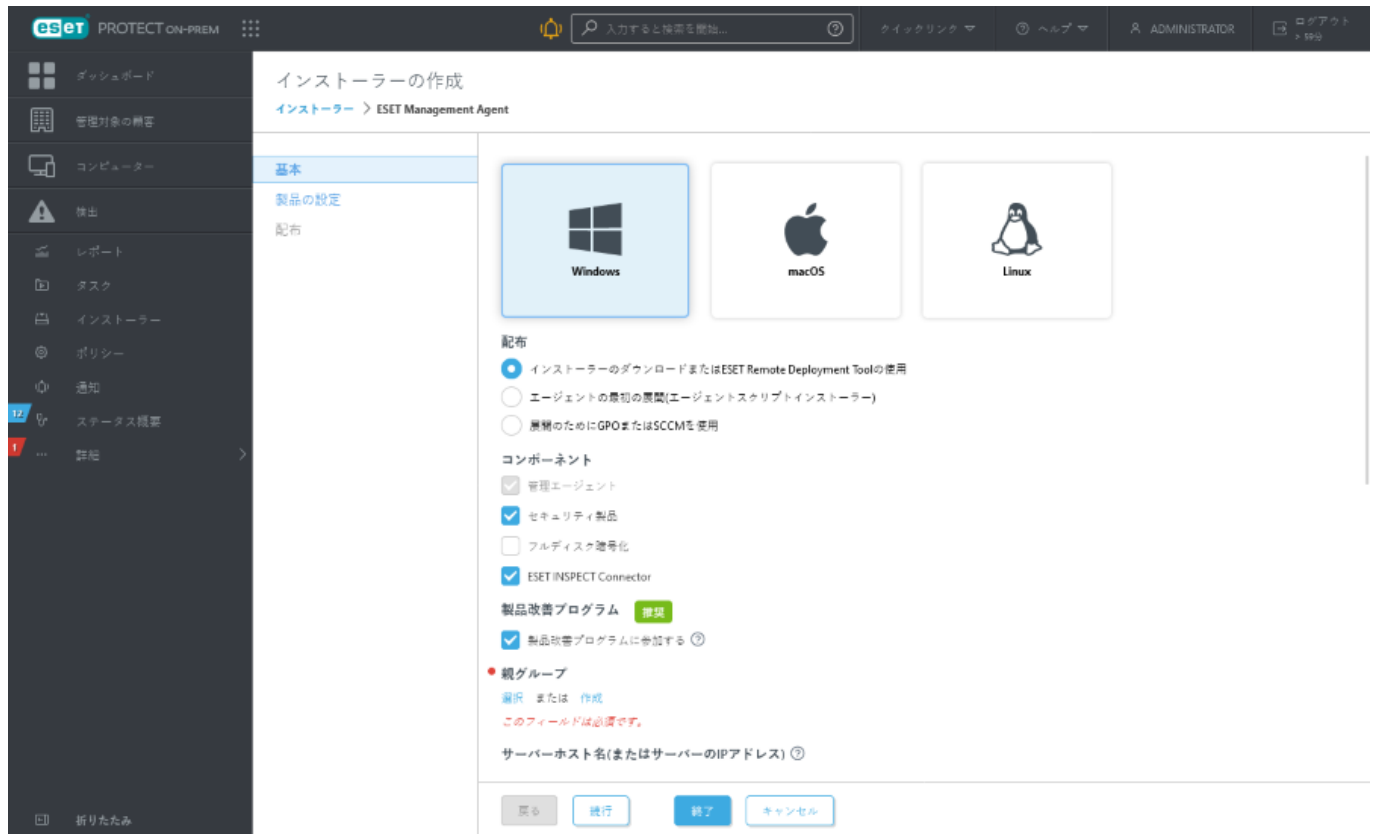 eset PROTECT ON-PREM
入力すると検索を開始...
クイックリンク
ヘルプ
ADMINISTRATOR
ログアウト
> 59分
ダッシュボード
管理対象の顧客
コンピューター
検出
レポート
タスク
インストーラー
ポリシー
通知
12
ステータス概要
1
詳細
折りたたみ
インストーラーの作成
インストーラー > ESET Management Agent
基本
製品の設定
配布
Windows
macOS
Linux
配布
インストーラーのダウンロードまたはESET Remote Deployment Toolの使用
エージェントの最初の展開(エージェントスクリプトインストーラー)
展開のためにGPOまたはSCCMを使用
コンポーネント
管理エージェント
セキュリティ製品
フルディスク暗号化
ESET INSPECT Connector
製品改善プログラム 推奨
製品改善プログラムに参加する
親グループ
選択 または 作成
このフィールドは必須です。
サーバーホスト名(またはサーバーのIPアドレス)
戻る 続行 終了 キャンセル